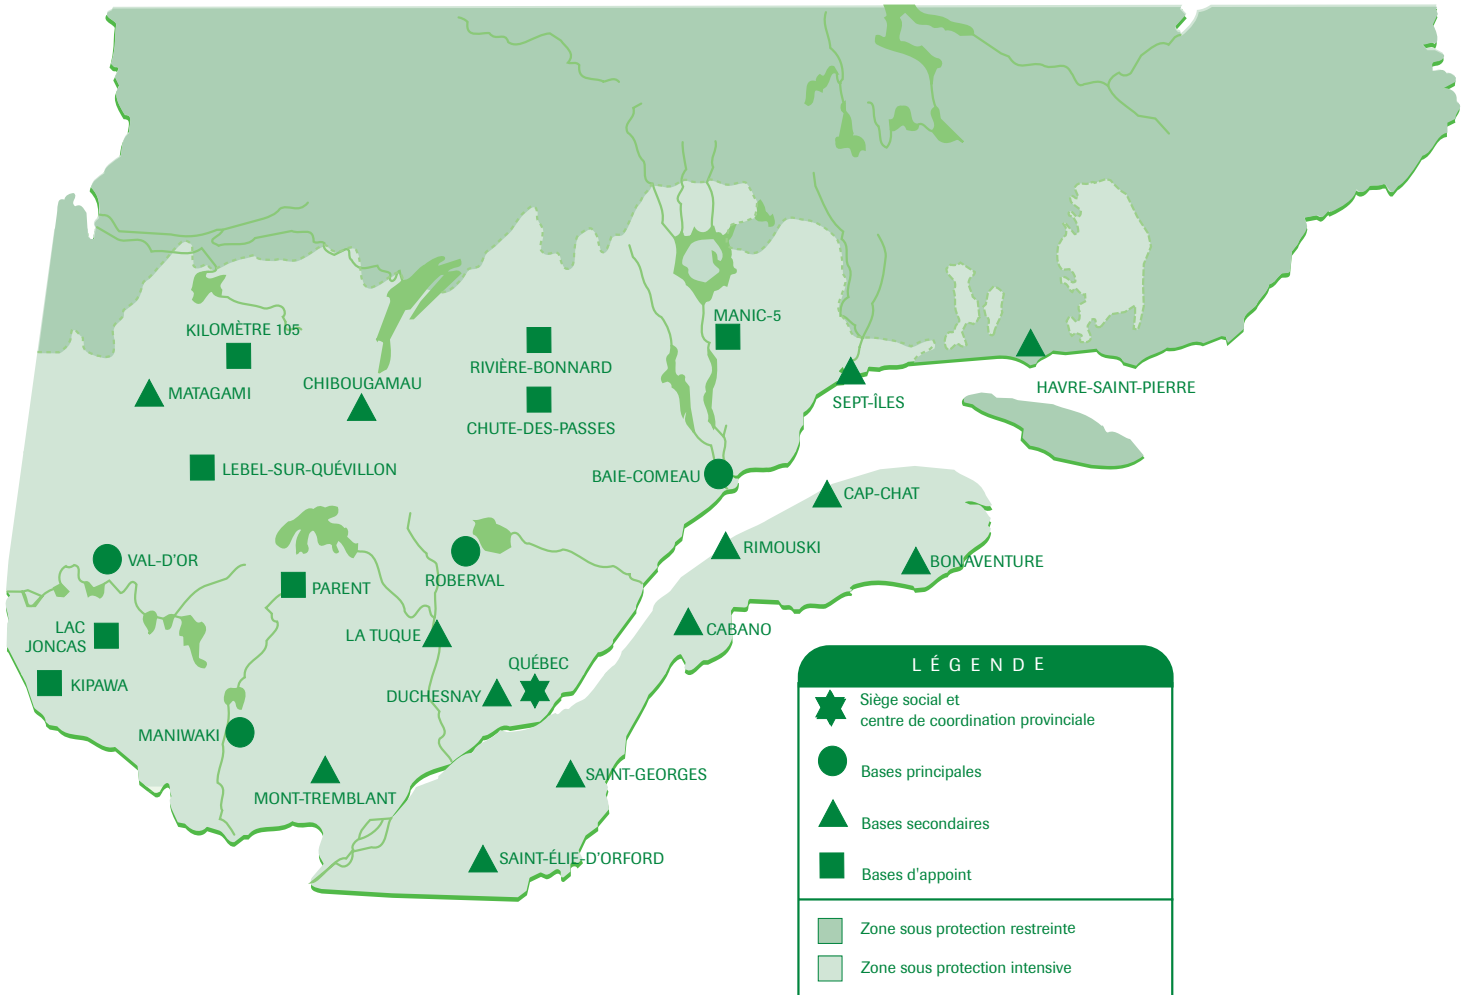 MANIC-5
KILOMÈTRE 105
RIVIÈRE-BONNARD
CHIBOUGAMAU
MATAGAMI
HAVRE-SAINT-PIERRE
SEPT-ÎLES
CHUTE-DES-PASSES
LEBEL-SUR-QUÉVILLON
BAIE-COMEAU
CAP-CHAT
RIMOUSKI
VAL-D'OR
BONAVENTURE
ROBERVAL
PARENT
LAC
JONCAS
LA TUQUE
CABANO
QUÉBEC
KIPAWA
DUCHESNAY
MANIWAKI
SAINT-GEORGES
MONT-TREMBLANT
SAINT-ÉLIE-D'ORFORD
LÉGENDE
Siège social et
centre de coordination provinciale
Bases principales
Bases secondaires
Bases d'appoint
Zone sous protection restreinte
Zone sous protection intensive